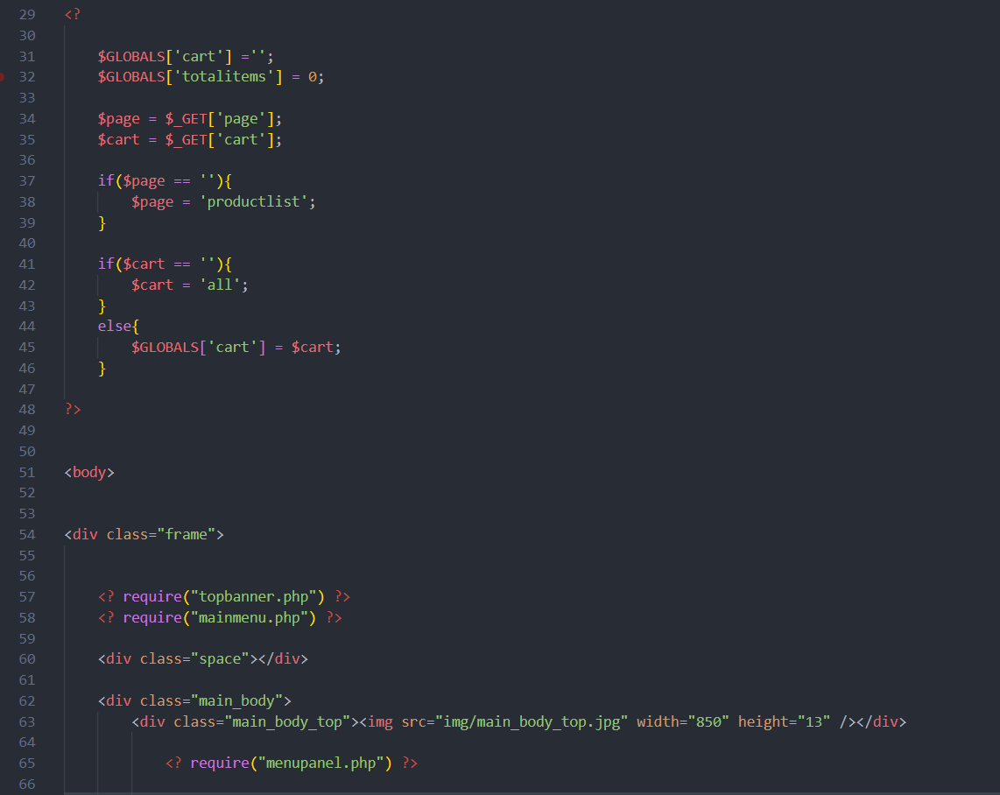 29 <?
30
31 $GLOBALS['cart'] ='';
32 $GLOBALS['totalitems'] = 0;
33
34 $page = $_GET['page'];
35 $cart = $_GET['cart'];
36
37 if($page == ''){
38 $page = 'productlist';
39 }
40
41 if($cart == ''){
42 $cart = 'all';
43 }
44 else{
45 $GLOBALS['cart'] = $cart;
46 }
47
48 ?>
49
50
51 <body>
52
53
54 <div class="frame">
55
56
57 <? require("topbanner.php") ?>
58 <? require("mainmenu.php") ?>
59
60 <div class="space"></div>
61
62 <div class="main_body">
63 <div class="main_body_top"><img src="img/main_body_top.jpg" width="850" height="13" /></div>
64
65 <? require("menupanel.php") ?>
66